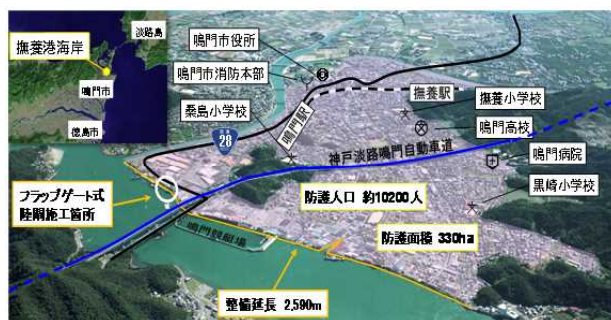 淡路島
撫養港海岸
鳴門市
徳島市
鳴門市役所
鳴門市消防本部
桑島小学校
鳴門駅
撫養駅
撫養小学校
鳴門高校
鳴門病院
黒崎小学校
28
神戸淡路鳴門自動車道
フラップゲート式
陸閘施工箇所
防護人口 約10200人
防護面積 330ha
鳴門競艇場
整備延長 2,590m